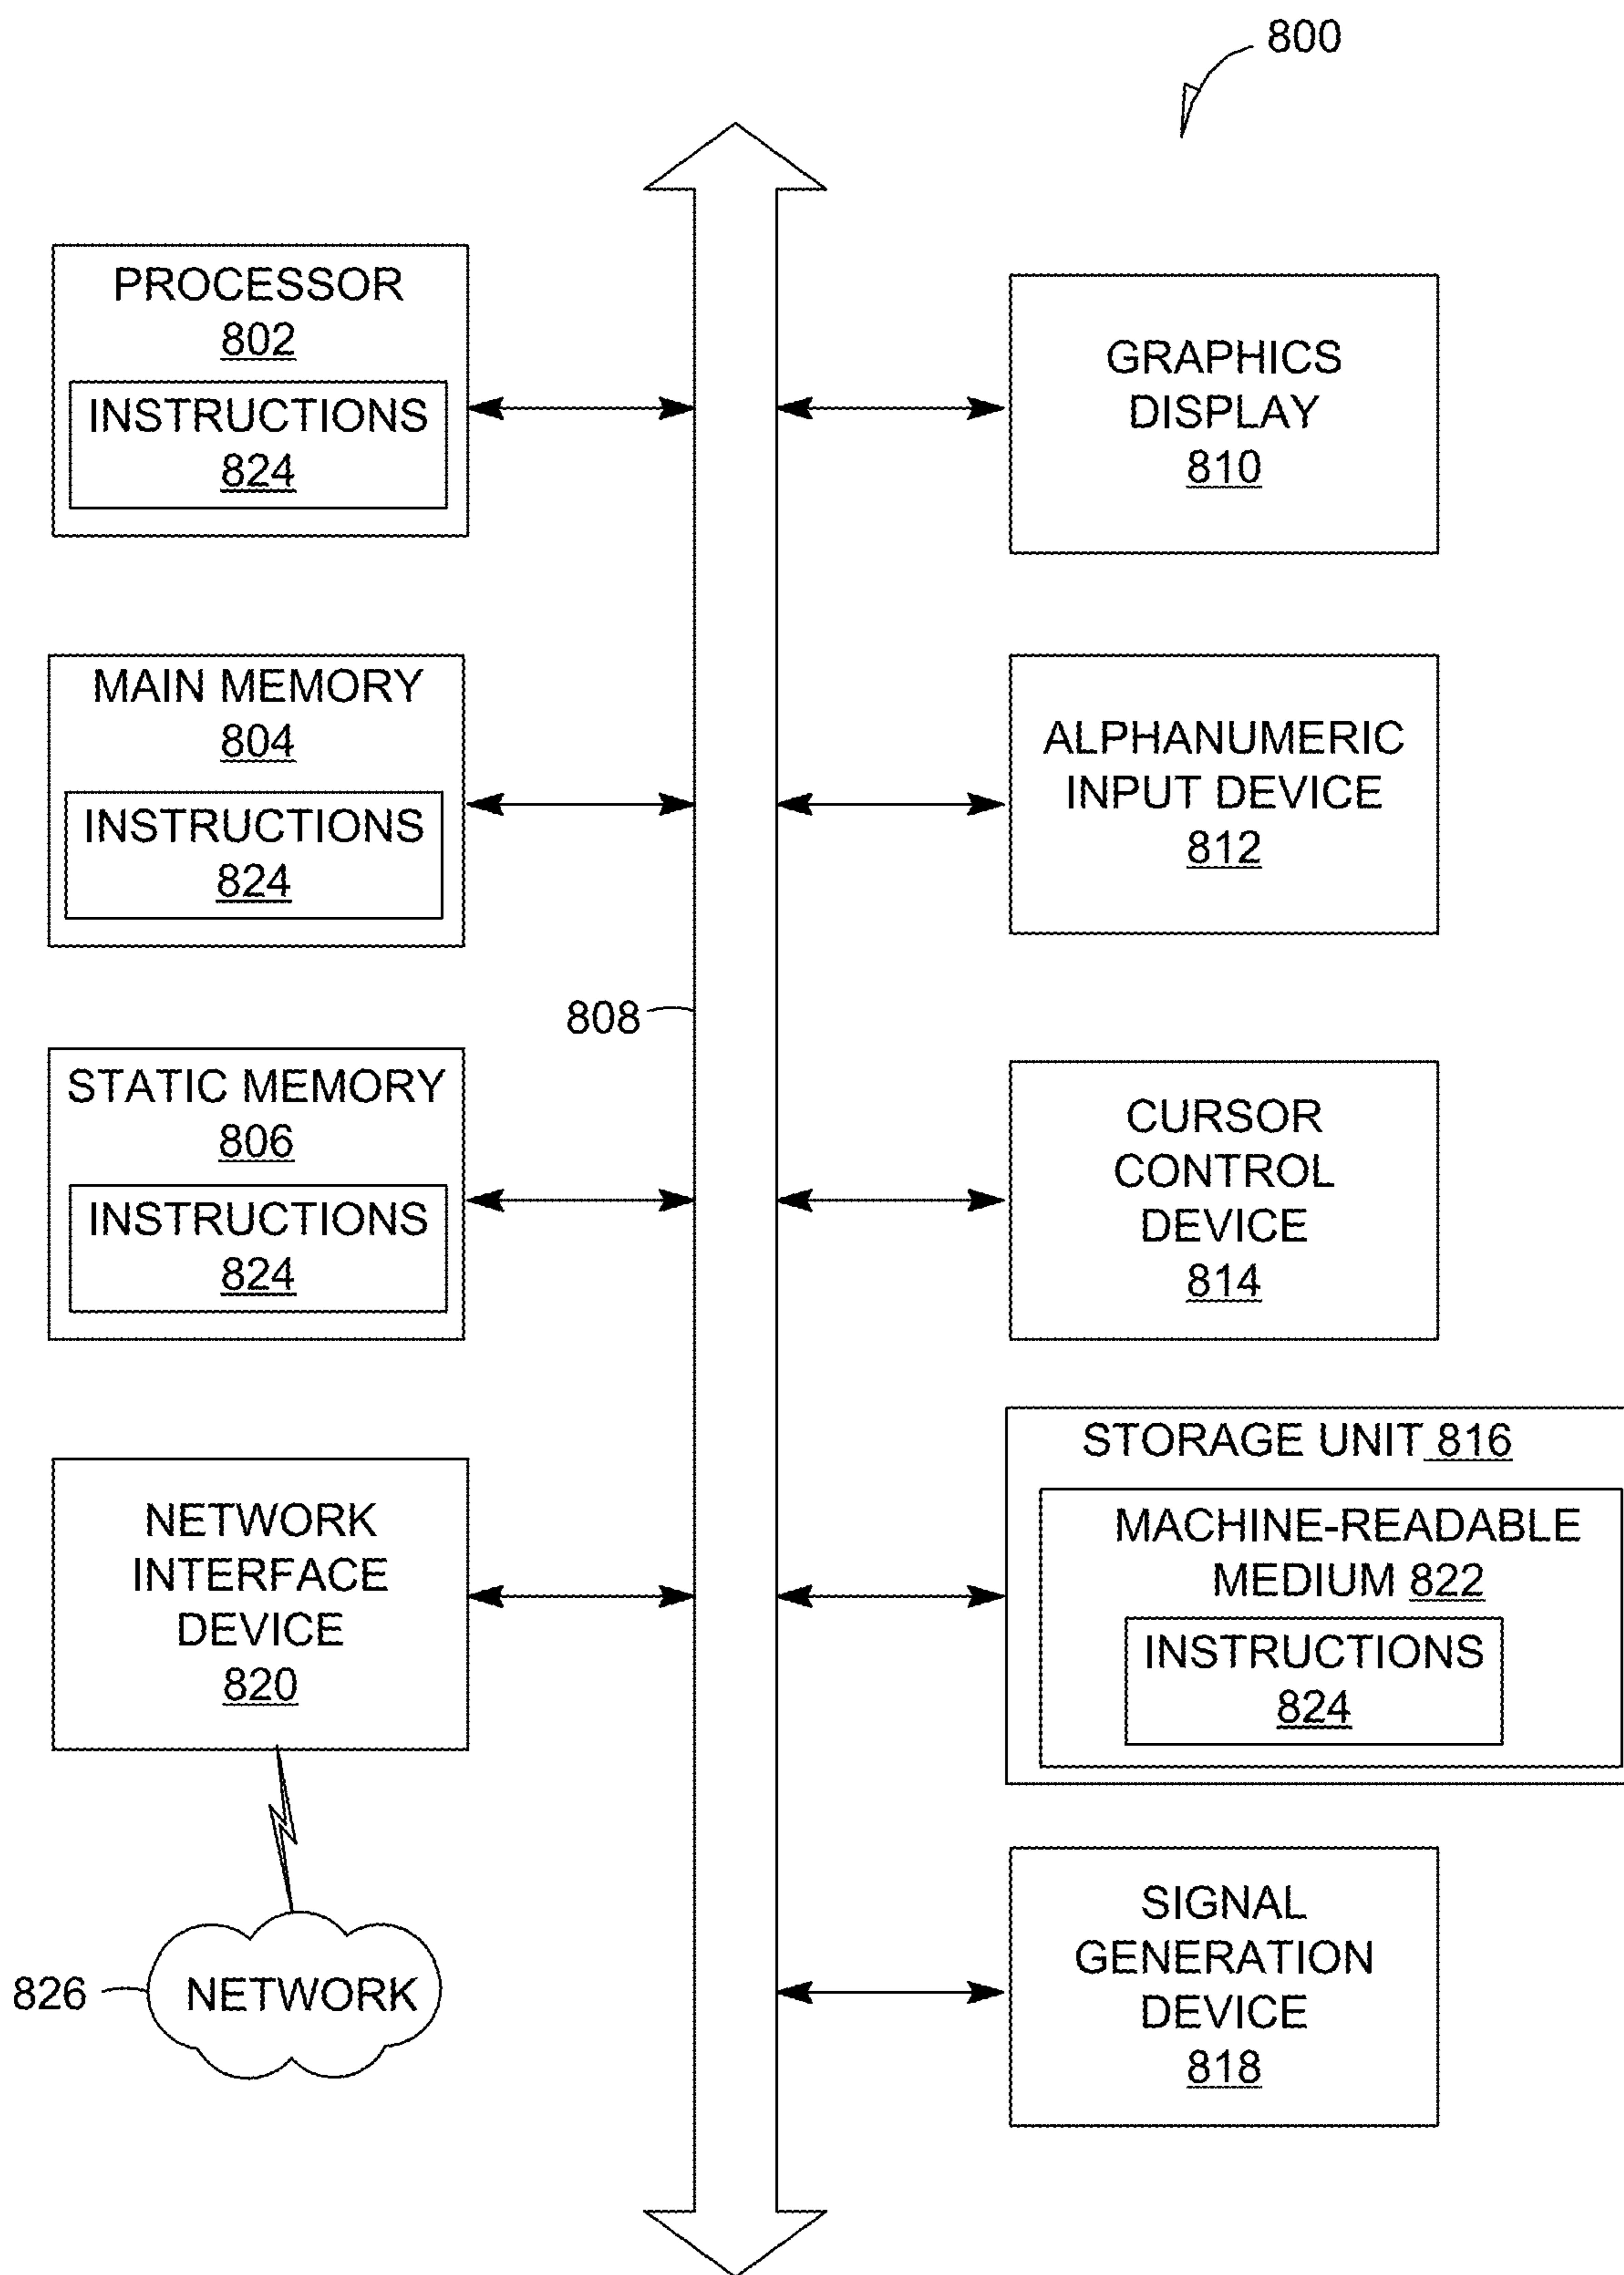 800
PROCESSOR
802
INSTRUCTIONS
824
GRAPHICS
DISPLAY
810
MAIN MEMORY
804
INSTRUCTIONS
824
ALPHANUMERIC
INPUT DEVICE
812
808
STATIC MEMORY
806
INSTRUCTIONS
824
CURSOR
CONTROL
DEVICE
814
NETWORK
INTERFACE
DEVICE
820
STORAGE UNIT 816
MACHINE-READABLE
MEDIUM 822
INSTRUCTIONS
824
826
NETWORK
SIGNAL
GENERATION
DEVICE
818